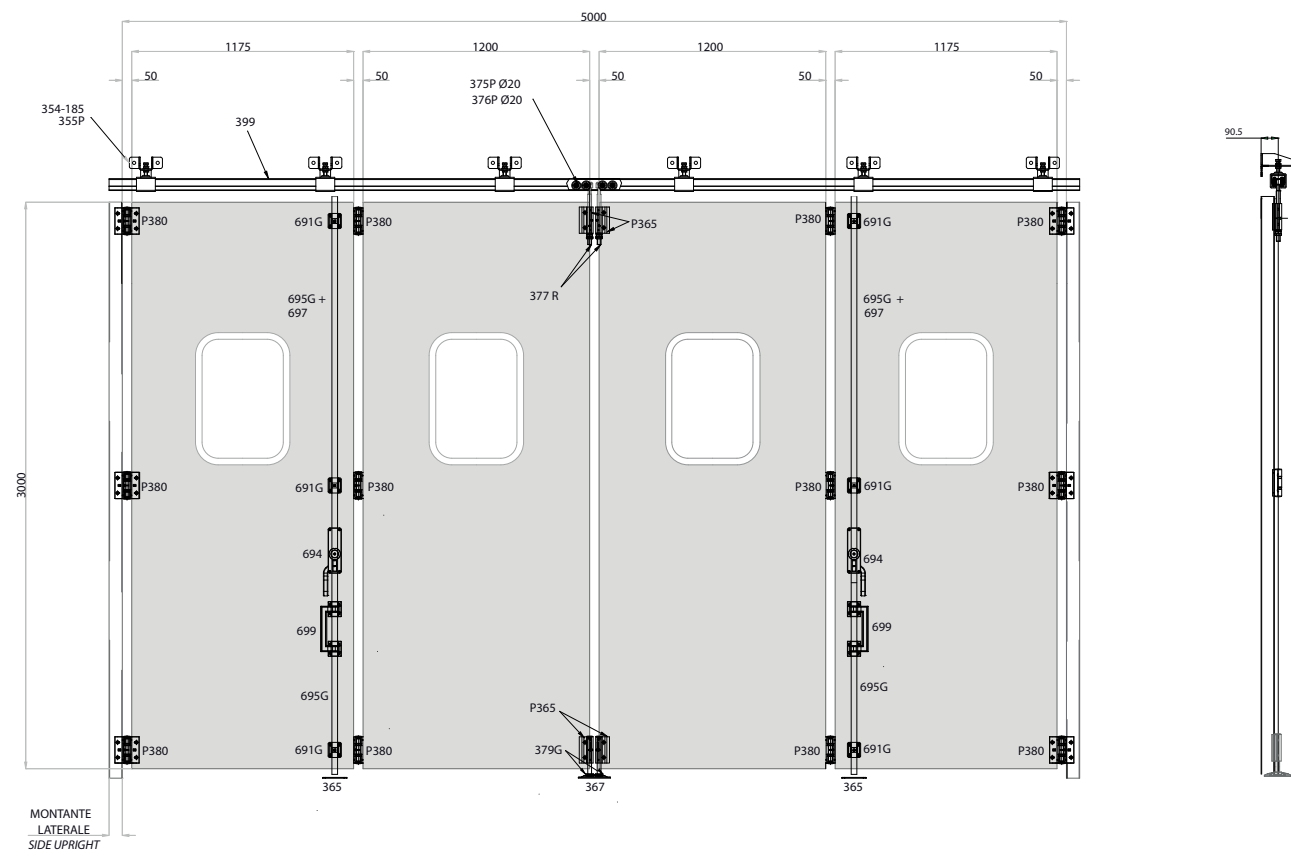 5000
1175
1200
1200
1175
50
50
50
50
50
375P Ø20
376P Ø20
354-185
355P
399
90.5
P380
691G
P380
P365
P380
691G
P380
377 R
695G +
697
695G +
697
3000
P380
691G
P380
P380
691G
P380
694
694
699
699
695G
695G
P365
P380
691G
P380
379G
P380
691G
P380
365
367
365
MONTANTE
LATERALE
SIDE UPRIGHT